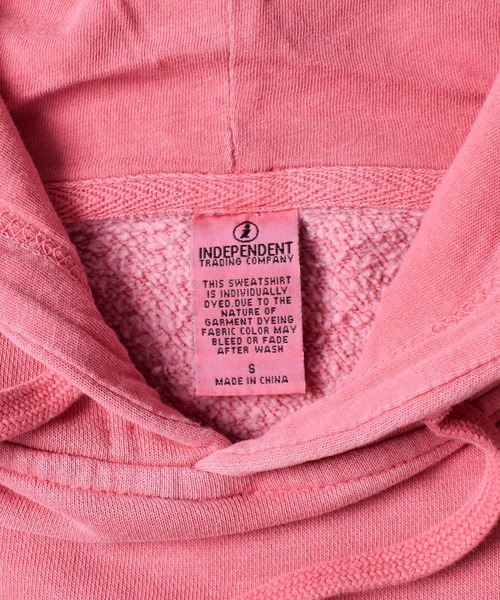 i
INDEPENDENT
TRADING COMPANY
THIS SWEATSHIRT
IS INDIVIDUALLY
DYED.DUE TO THE
NATURE OF
GARMENT DYEING
FABRIC COLOR MAY
BLEED OR FADE
AFTER WASH
S
MADE IN CHINA